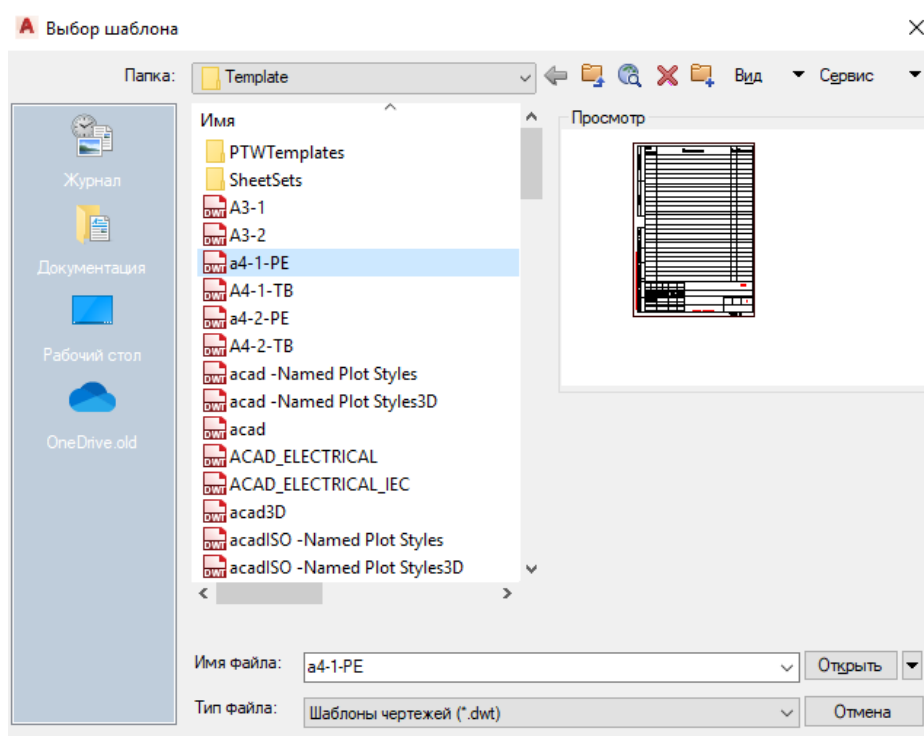 Выбор шаблона
Папка: Template Вид Сервис
Имя
PTWTemplates
SheetSets
A3-1
A3-2
a4-1-PE
A4-1-TB
a4-2-PE
A4-2-TB
acad -Named Plot Styles
acad -Named Plot Styles3D
acad
ACAD_ELECTRICAL
ACAD_ELECTRICAL_IEC
acad3D
acadISO -Named Plot Styles
acadISO -Named Plot Styles3D
Журнал
Документация
Рабочий стол
OneDrive.old
Просмотр
Имя файла: a4-1-PE Открыть
Тип файла: Шаблоны чертежей (*.dwt) Отмена